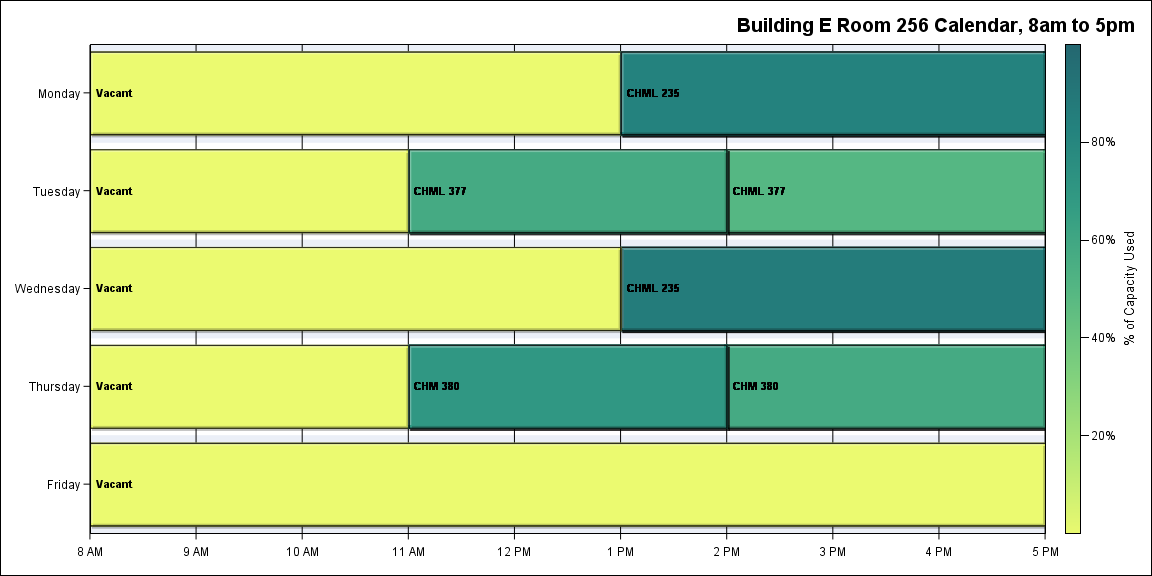 Building E Room 256 Calendar, 8am to 5pm
Monday
Vacant
CHML 235
Tuesday
Vacant
CHML 377
CHML 377
Wednesday
Vacant
CHML 235
Thursday
Vacant
CHM 380
CHM 380
Friday
Vacant
8 AM
9 AM
10 AM
11 AM
12 PM
1 PM
2 PM
3 PM
4 PM
5 PM
80%
60%
40%
20%
% of Capacity Used